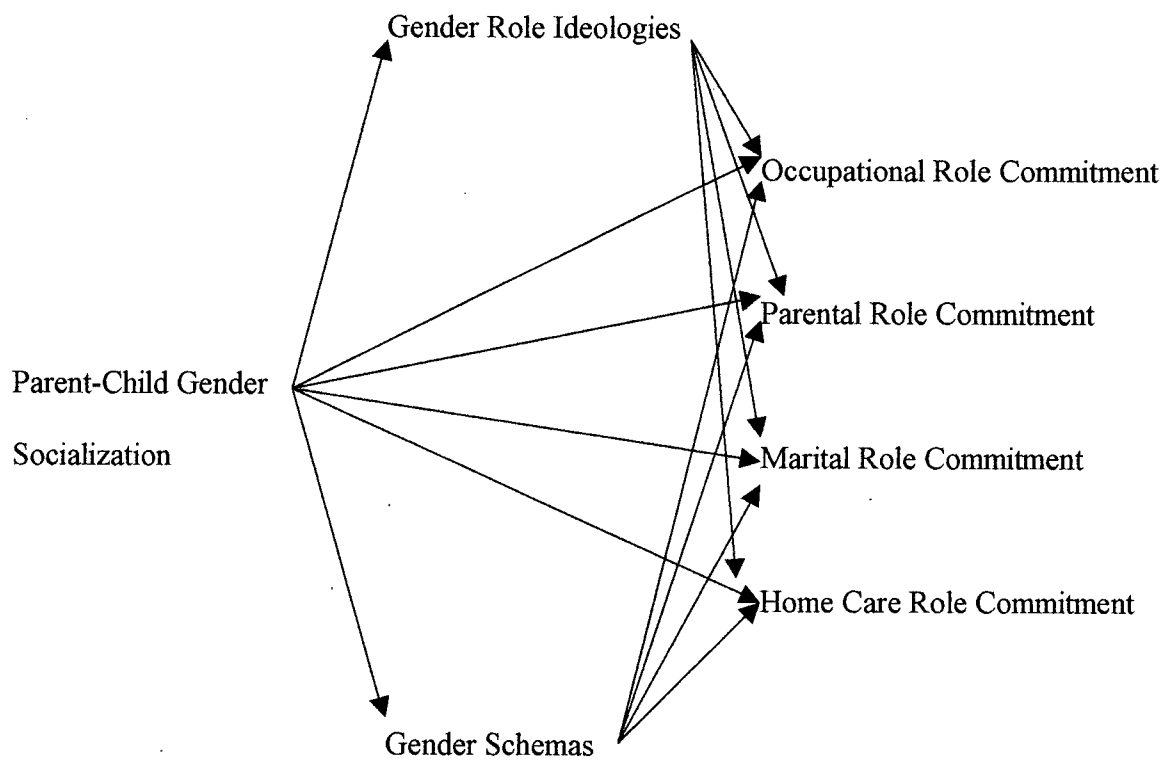 Gender Role Ideologies
Occupational Role Commitment
Parental Role Commitment
Parent-Child Gender
Socialization
Marital Role Commitment
Home Care Role Commitment
Gender Schemas